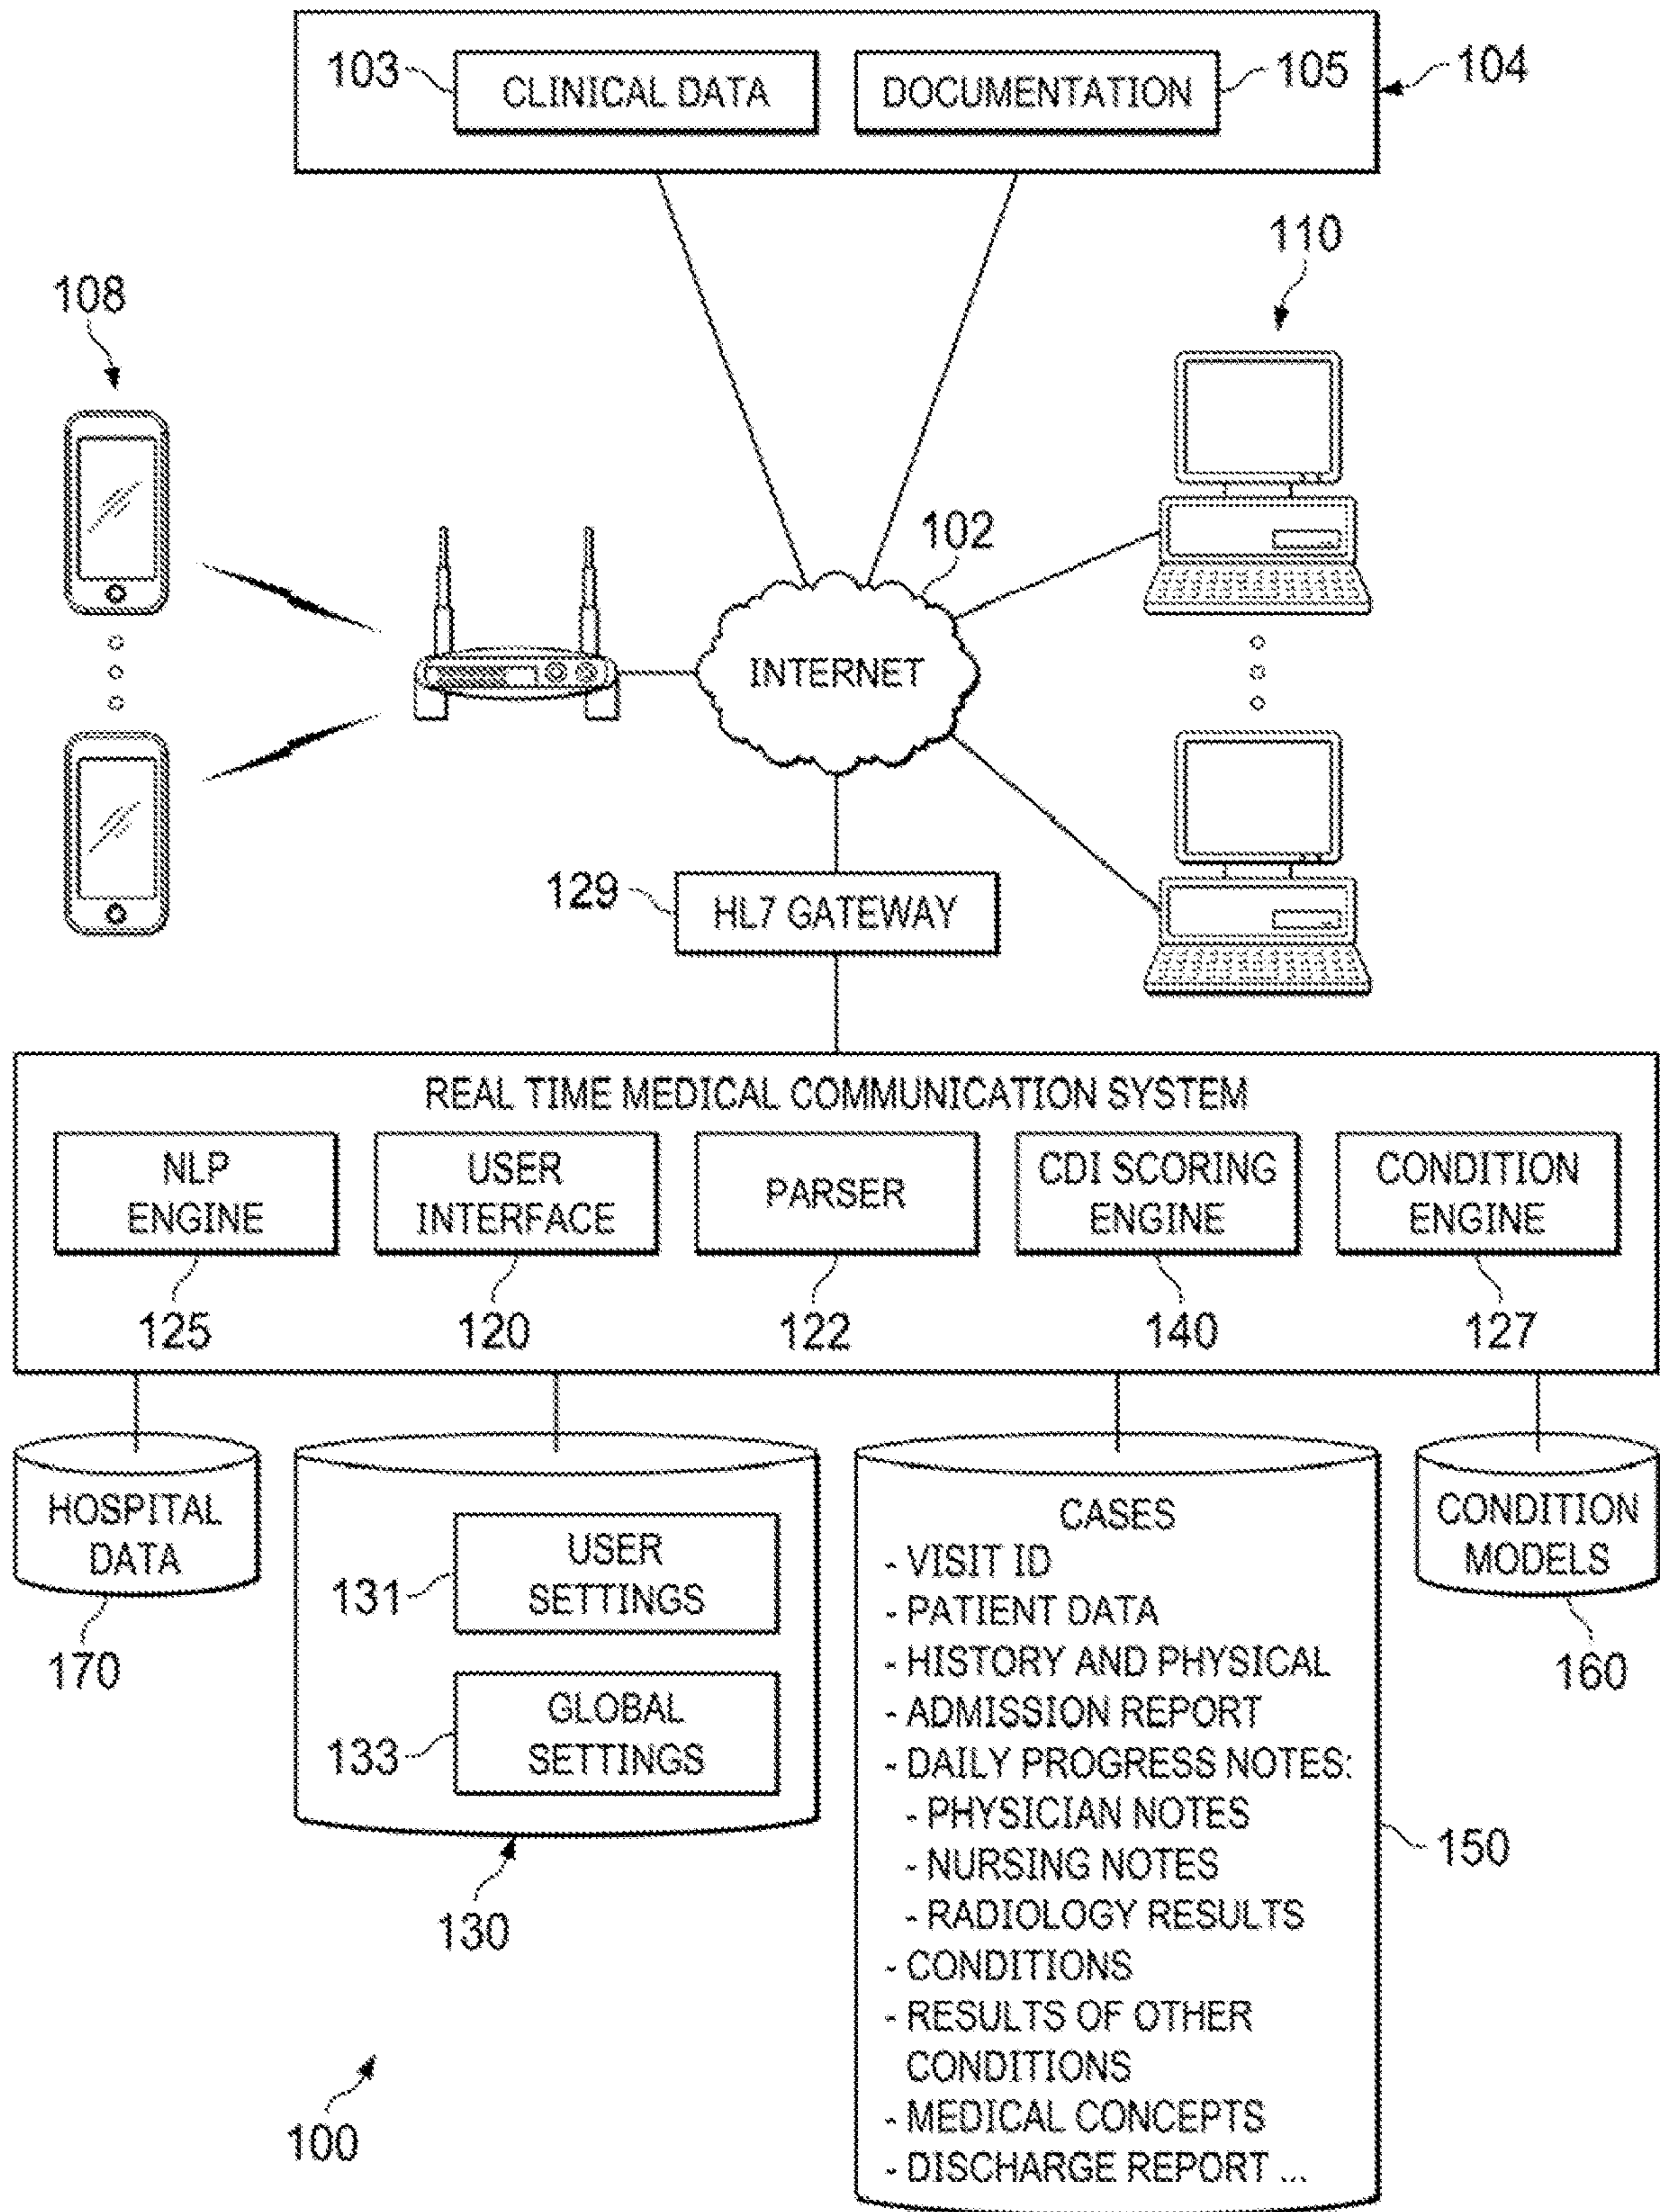 103
CLINICAL DATA
DOCUMENTATION
105
104
110
108
102
INTERNET
129
HL7 GATEWAY
REAL TIME MEDICAL COMMUNICATION SYSTEM
NLP
ENGINE
USER
INTERFACE
PARSER
CDI SCORING
ENGINE
CONDITION
ENGINE
125
120
122
140
127
HOSPITAL
DATA
170
USER
SETTINGS
131
GLOBAL
SETTINGS
133
130
CASES
- VISIT ID
- PATIENT DATA
- HISTORY AND PHYSICAL
- ADMISSION REPORT
- DAILY PROGRESS NOTES:
- PHYSICIAN NOTES
- NURSING NOTES
- RADIOLOGY RESULTS
- CONDITIONS
- RESULTS OF OTHER
CONDITIONS
- MEDICAL CONCEPTS
- DISCHARGE REPORT ...
150
CONDITION
MODELS
160
100